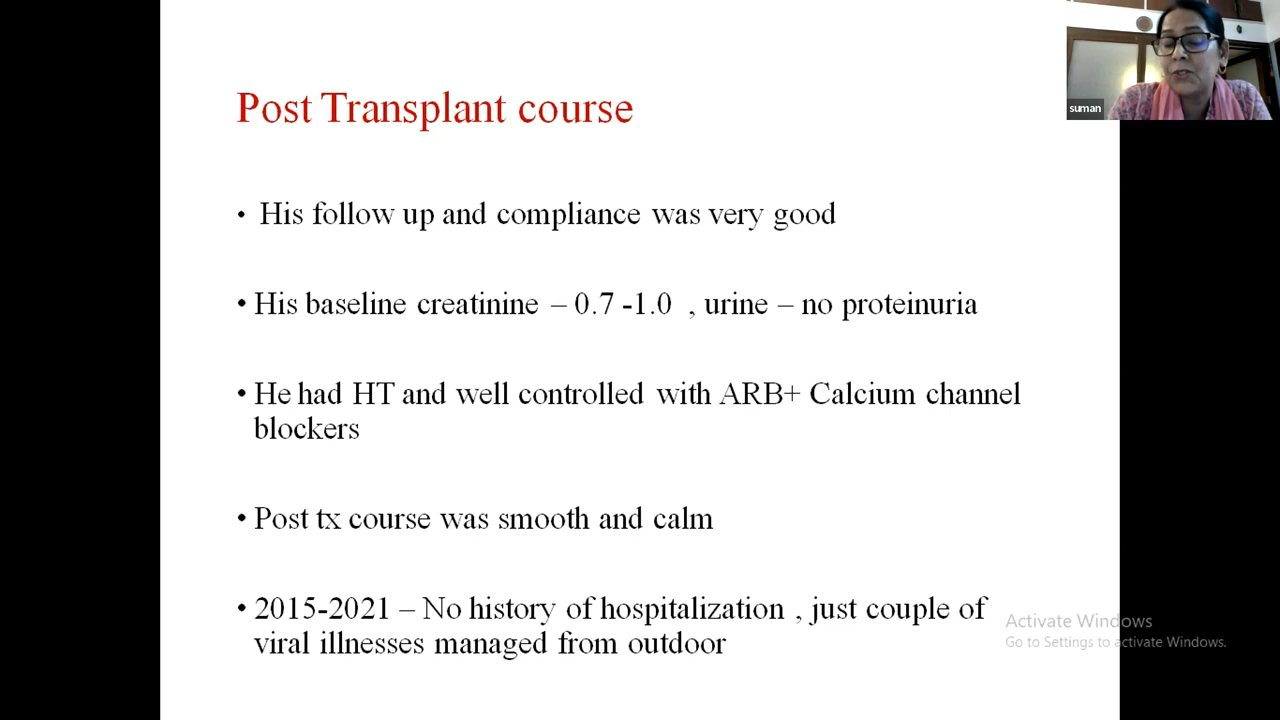 Post Transplant course
suman
• His follow up and compliance was very good
• His baseline creatinine – 0.7 -1.0 , urine – no proteinuria
• He had HT and well controlled with ARB+ Calcium channel
blockers
• Post tx course was smooth and calm
• 2015-2021 – No history of hospitalization , just couple of
viral illnesses managed from outdoor
Activate Windows
Go to Settings to activate Windows.